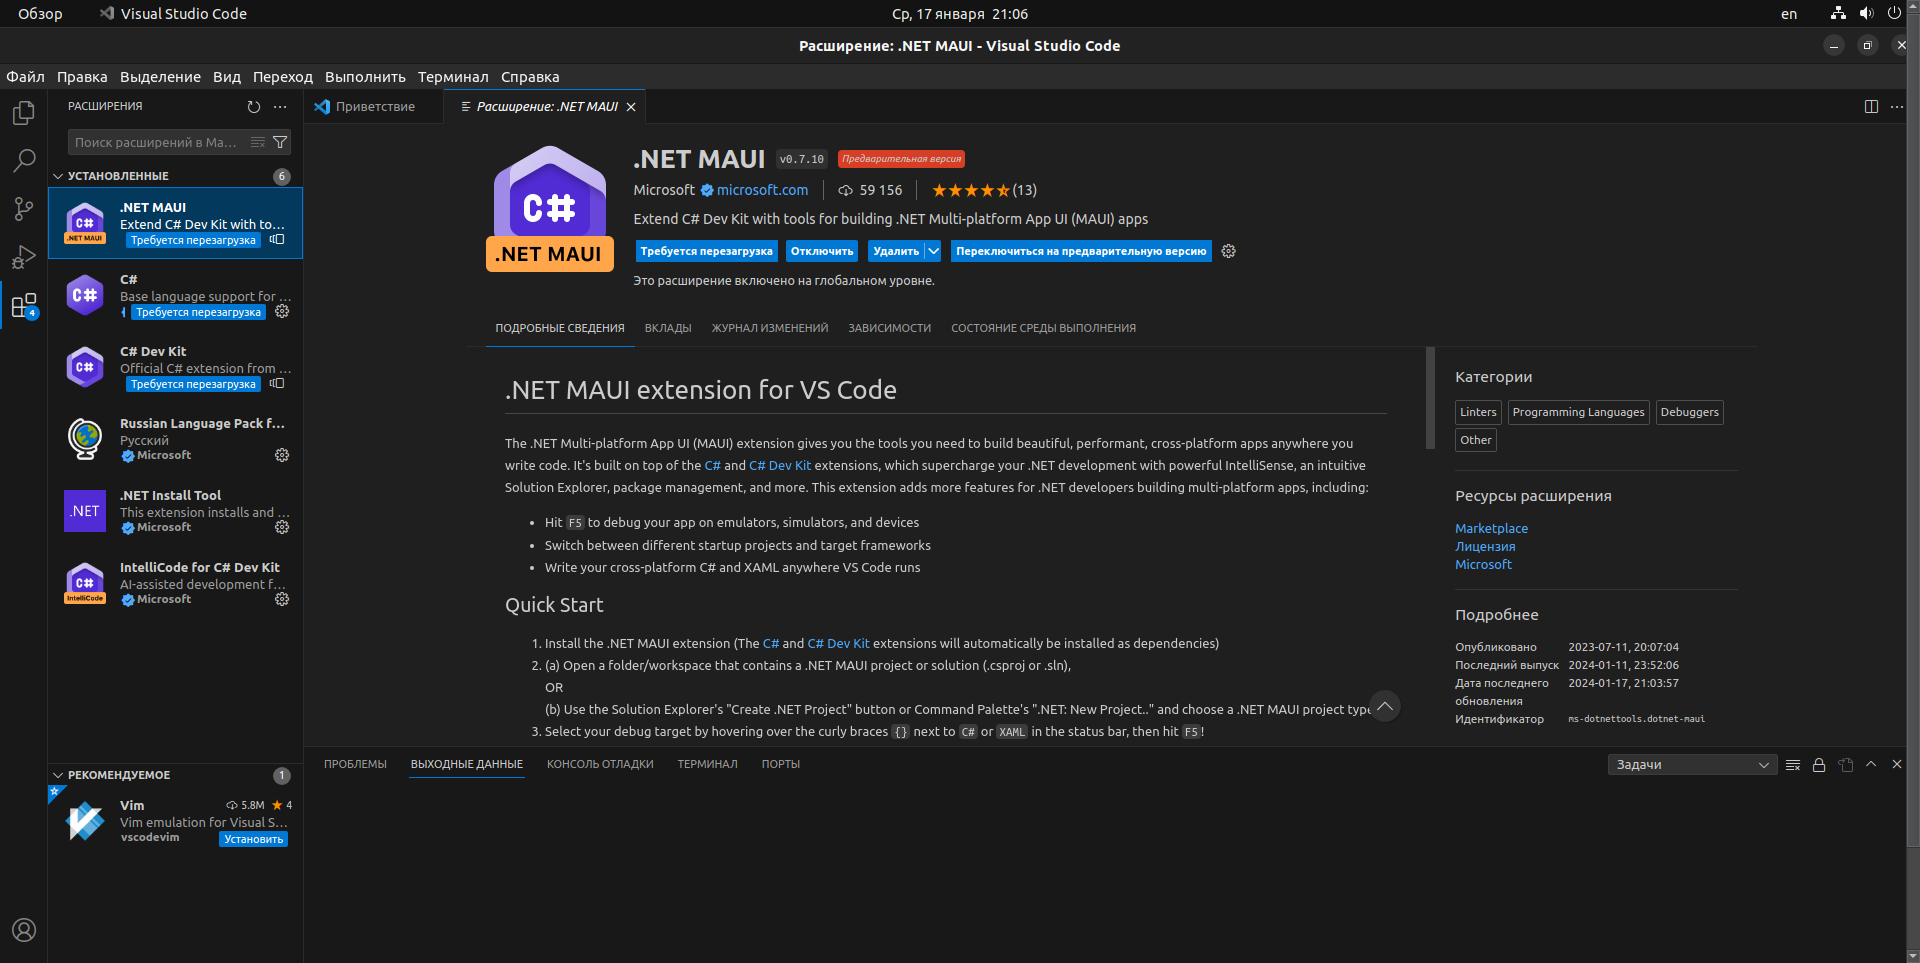 Обзор
Visual Studio Code
Ср, 17 января 21:06
en
Расширение: .NET MAUI - Visual Studio Code
Файл Правка Выделение Вид Переход Выполнить Терминал Справка
РАСШИРЕНИЯ
Поиск расширений в Ma...
УСТАНОВЛЕННЫЕ
6
C#
.NET MAUI
.NET MAUI
Extend C# Dev Kit with to...
Требуется перезагрузка
C#
C#
Base language support for ...
Требуется перезагрузка
C#
C# Dev Kit
Official C# extension from ...
Требуется перезагрузка
Russian Language Pack f...
Русский
Microsoft
.NET
.NET Install Tool
This extension installs and ...
Microsoft
C#
IntelliCode
IntelliCode for C# Dev Kit
AI-assisted development f...
Microsoft
4
РЕКОМЕНДУЕМОЕ
1
Vim
5.8M
4
Vim emulation for Visual S...
vscodevim
Установить
Приветствие
Расширение: .NET MAUI
C#
.NET MAUI
.NET MAUI
v0.7.10
Предварительная версия
Microsoft microsoft.com
59 156
(13)
Extend C# Dev Kit with tools for building .NET Multi-platform App UI (MAUI) apps
Требуется перезагрузка
Отключить
Удалить
Переключиться на предварительную версию
Это расширение включено на глобальном уровне.
ПОДРОБНЫЕ СВЕДЕНИЯ ВКЛАДЫ ЖУРНАЛ ИЗМЕНЕНИЙ ЗАВИСИМОСТИ СОСТОЯНИЕ СРЕДЫ ВЫПОЛНЕНИЯ
.NET MAUI extension for VS Code
The .NET Multi-platform App UI (MAUI) extension gives you the tools you need to build beautiful, performant, cross-platform apps anywhere you
write code. It's built on top of the C# and C# Dev Kit extensions, which supercharge your .NET development with powerful IntelliSense, an intuitive
Solution Explorer, package management, and more. This extension adds more features for .NET developers building multi-platform apps, including:
• Hit F5 to debug your app on emulators, simulators, and devices
• Switch between different startup projects and target frameworks
• Write your cross-platform C# and XAML anywhere VS Code runs
Quick Start
1. Install the .NET MAUI extension (The C# and C# Dev Kit extensions will automatically be installed as dependencies)
2. (a) Open a folder/workspace that contains a .NET MAUI project or solution (.csproj or .sln),
OR
(b) Use the Solution Explorer's "Create .NET Project" button or Command Palette's ".NET: New Project.." and choose a .NET MAUI project type
3. Select your debug target by hovering over the curly braces {} next to C# or XAML in the status bar, then hit F5!
Категории
Linters
Programming Languages
Debuggers
Other
Ресурсы расширения
Marketplace
Лицензия
Microsoft
Подробнее
Опубликовано 2023-07-11, 20:07:04
Последний выпуск 2024-01-11, 23:52:06
Дата последнего 2024-01-17, 21:03:57
обновления
Идентификатор ms-dotnettools.dotnet-maui
ПРОБЛЕМЫ ВЫХОДНЫЕ ДАННЫЕ КОНСОЛЬ ОТЛАДКИ ТЕРМИНАЛ ПОРТЫ
Задачи